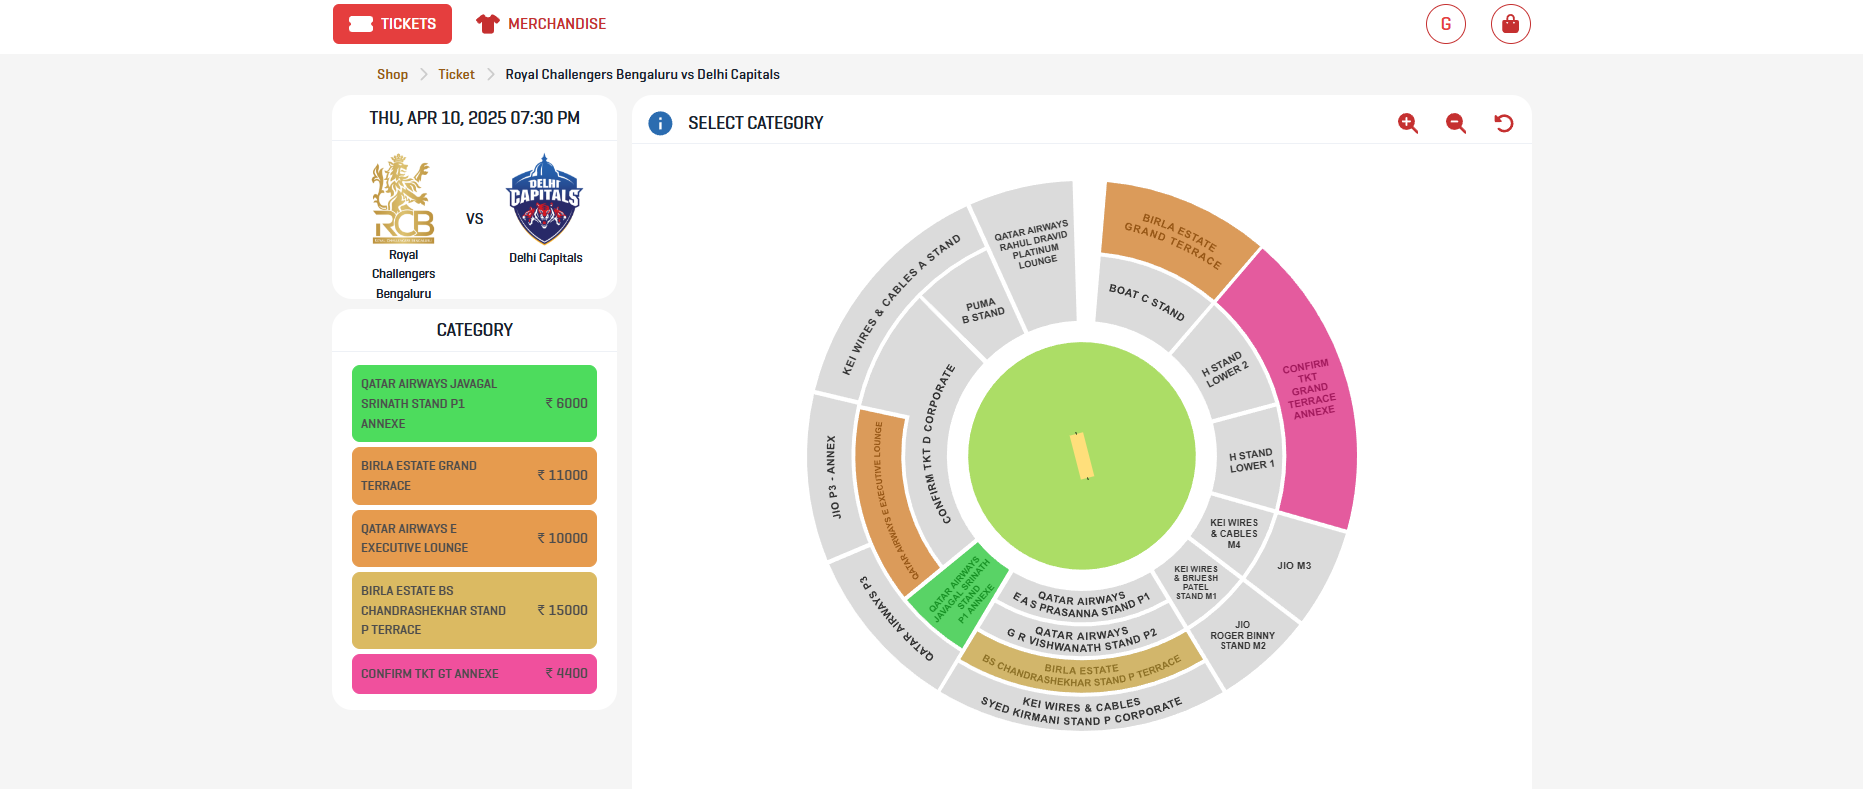 TICKETS
MERCHANDISE
G
Shop
Ticket
Royal Challengers Bengaluru vs Delhi Capitals
THU, APR 10, 2025 07:30 PM
RCB
ROYAL CHALLENGERS BENGALURU
Royal
Challengers
Bengaluru
VS
DELHI
CAPITALS
Delhi Capitals
CATEGORY
QATAR AIRWAYS JAVAGAL
SRINATH STAND P1
ANNEXE
₹ 6000
BIRLA ESTATE GRAND
TERRACE
₹ 11000
QATAR AIRWAYS E
EXECUTIVE LOUNGE
₹ 10000
BIRLA ESTATE BS
CHANDRASHEKHAR STAND
P TERRACE
₹ 15000
CONFIRM TKT GT ANNEXE
₹ 4400
i
SELECT CATEGORY
QATAR AIRWAYS
RAHUL DRAVID
PLATINUM
LOUNGE
BIRLA ESTATE
GRAND TERRACE
KEI WIRES & CABLES A STAND
PUMA
B STAND
BOAT C STAND
H STAND
LOWER 2
CONFIRM
TKT
GRAND
TERRACE
ANNEXE
CONFIRM TKT D CORPORATE
JIO P3 - ANNEX
QATAR AIRWAYS E EXECUTIVE LOUNGE
H STAND
LOWER 1
KEI WIRES
& CABLES
M4
JIO M3
QATAR AIRWAYS P3
QATAR AIRWAYS
JAVAGAL SRINATH
STAND
P1 ANNEXE
KEI WIRES
& BRIJESH
PATEL
STAND M1
JIO
ROGER BINNY
STAND M2
QATAR AIRWAYS
E A S PRASANNA STAND P1
QATAR AIRWAYS
G R VISHWANATH STAND P2
BIRLA ESTATE
BS CHANDRASHEKHAR STAND P TERRACE
KEI WIRES & CABLES
SYED KIRMANI STAND P CORPORATE